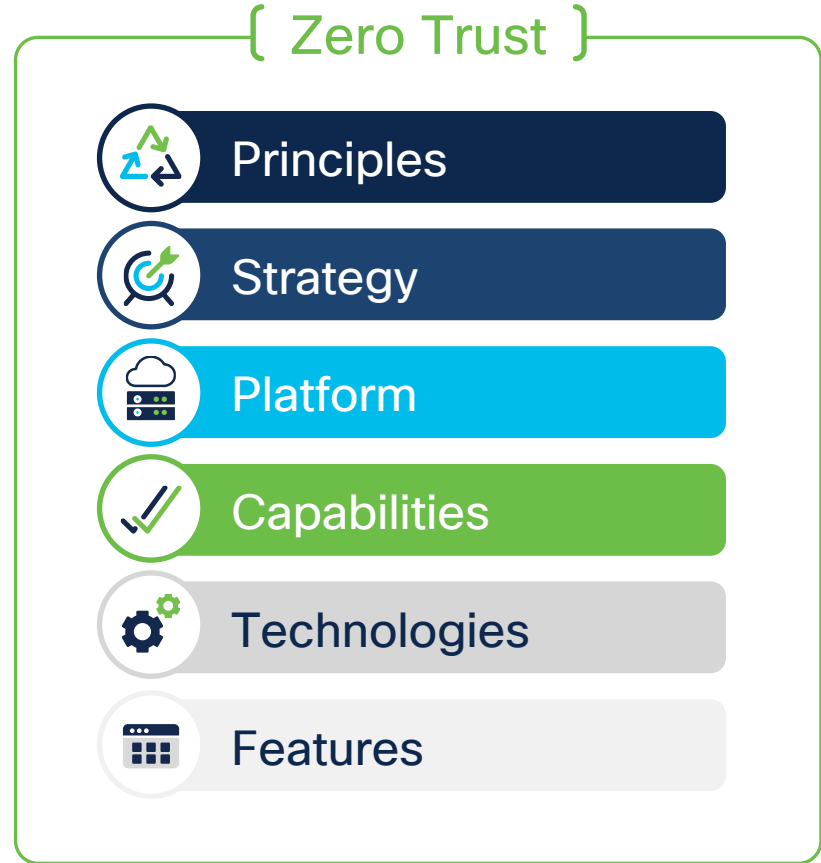 Zero Trust
Principles
Strategy
Platform
Capabilities
Technologies
Features